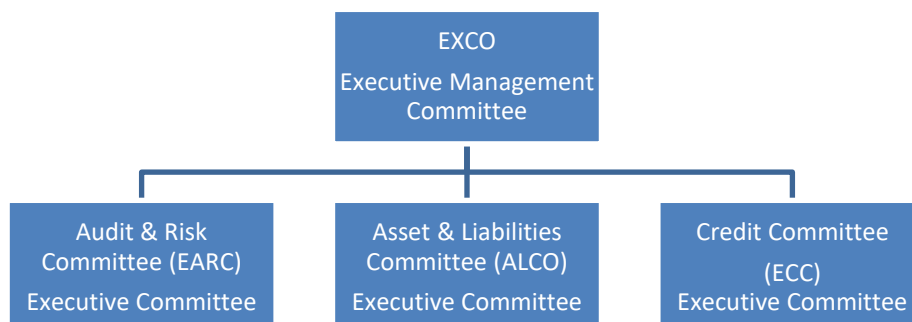 EXCO
Executive Management
Committee
Audit & Risk
Committee (EARC)
Executive Committee
Asset & Liabilities
Committee (ALCO)
Executive Committee
Credit Committee
(ECC)
Executive Committee